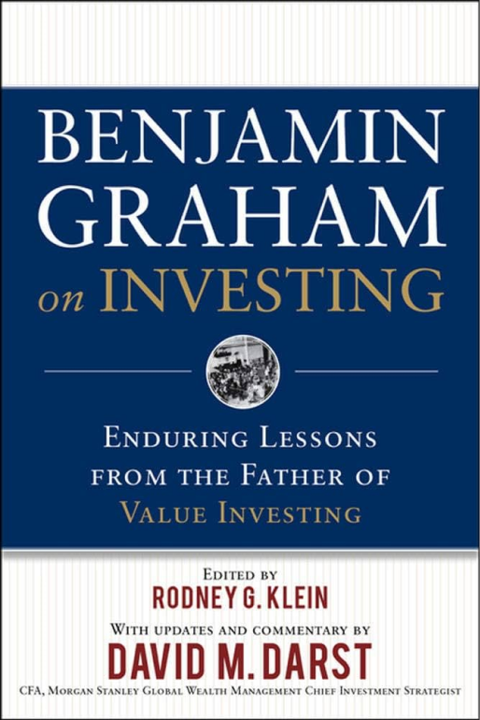 BENJAMIN
GRAHAM
on INVESTING
ENDURING LESSONS
FROM THE FATHER OF
VALUE INVESTING
EDITED BY
RODNEY G. KLEIN
WITH UPDATES AND COMMENTARY BY
DAVID M. DARST
CFA, MORGAN STANLEY GLOBAL WEALTH MANAGEMENT CHIEF INVESTMENT STRATEGIST